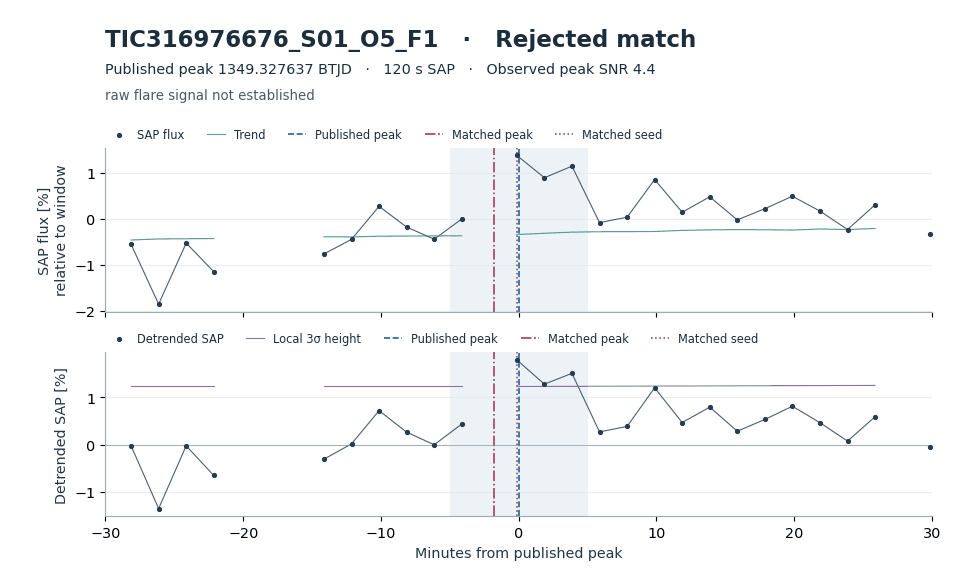 TIC316976676_S01_O5_F1 · Rejected match
Published peak 1349.327637 BTJD · 120 s SAP · Observed peak SNR 4.4
raw flare signal not established
SAP flux Trend Published peak Matched peak Matched seed
SAP flux [%]
relative to window
1
0
−1
−2
Detrended SAP Local 3σ height Published peak Matched peak Matched seed
Detrended SAP [%]
1
0
−1
−30 −20 −10 0 10 20 30
Minutes from published peak